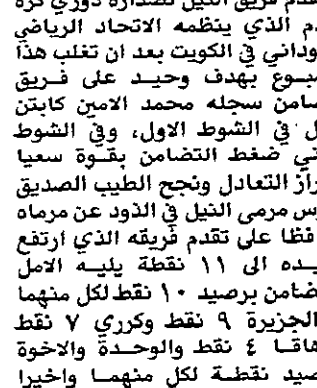 فريق النيل لصدارة دوري كرة
دم الذي ينظمه الاتحاد الرياضي
وداني في الكويت بعد ان تغلب هذا
سبوع بهدف وحيد على فريق
ضامن سجله محمد الامين كابتن
ل في الشوط الاول، وفي الشوط
ني ضغط التضامن بقوة سعيا
راز التعادل ونجح الطيب الصديق
رس مرمى النيل في الذود عن مرماه
فظا على تقدم فريقه الذي ارتفع
يده الى ١١ نقطة يليه الامل
ضامن برصيد ١٠ نقط لكل منهما
الجزيرة ٩ نقط وكرري ٧ نقط
هاقا ٤ نقط والوحدة والاخوة
صيد نقطة لكل منهما واخيرا